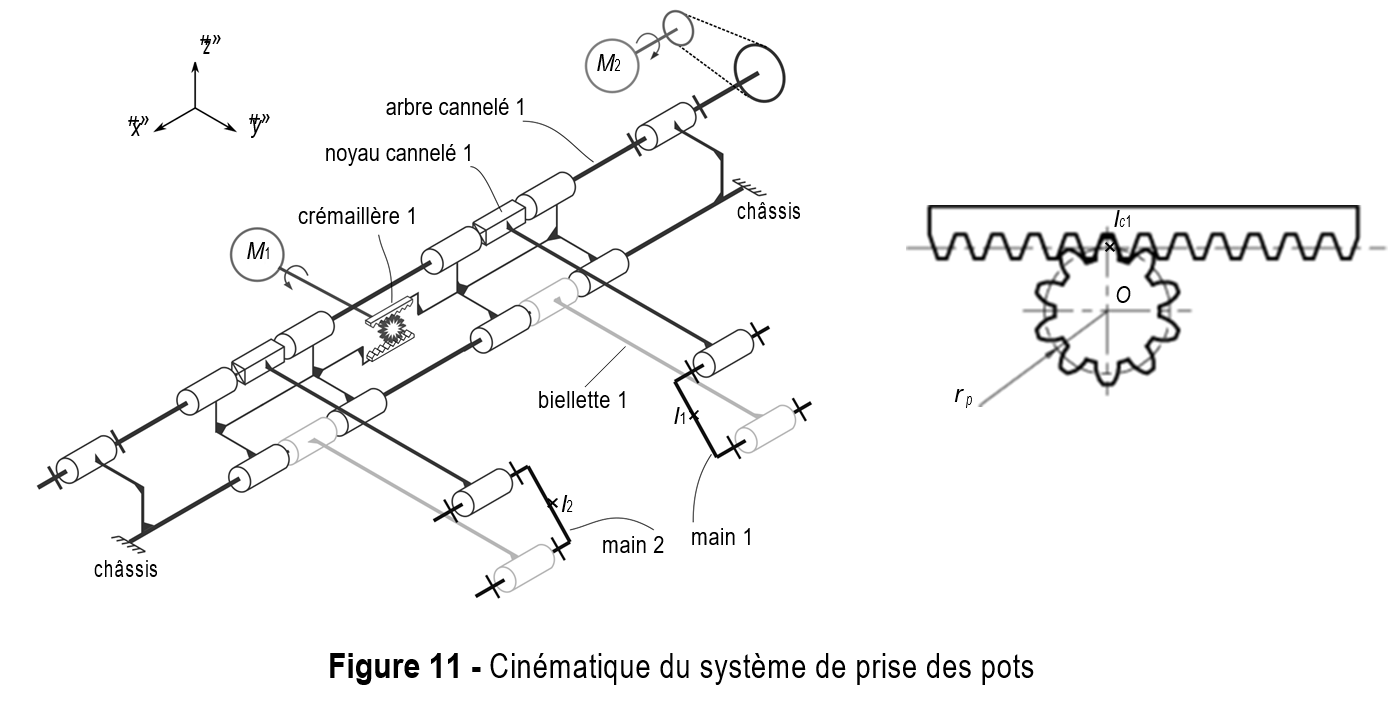 z
M2
arbre cannelé 1
x
y
noyau cannelé 1
châssis
crémaillère 1
Ic1
M1
O
biellette 1
rp
I1
I2
main 1
main 2
châssis
Figure 11 - Cinématique du système de prise des pots